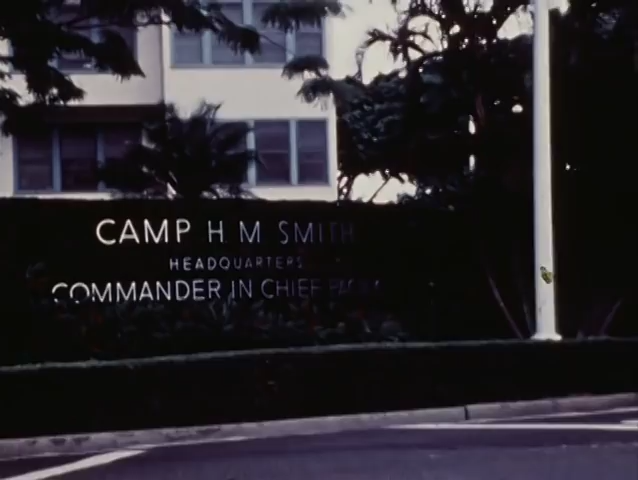 CAMP H M SMITH
HEADQUARTERS
COMMANDER IN CHIEF